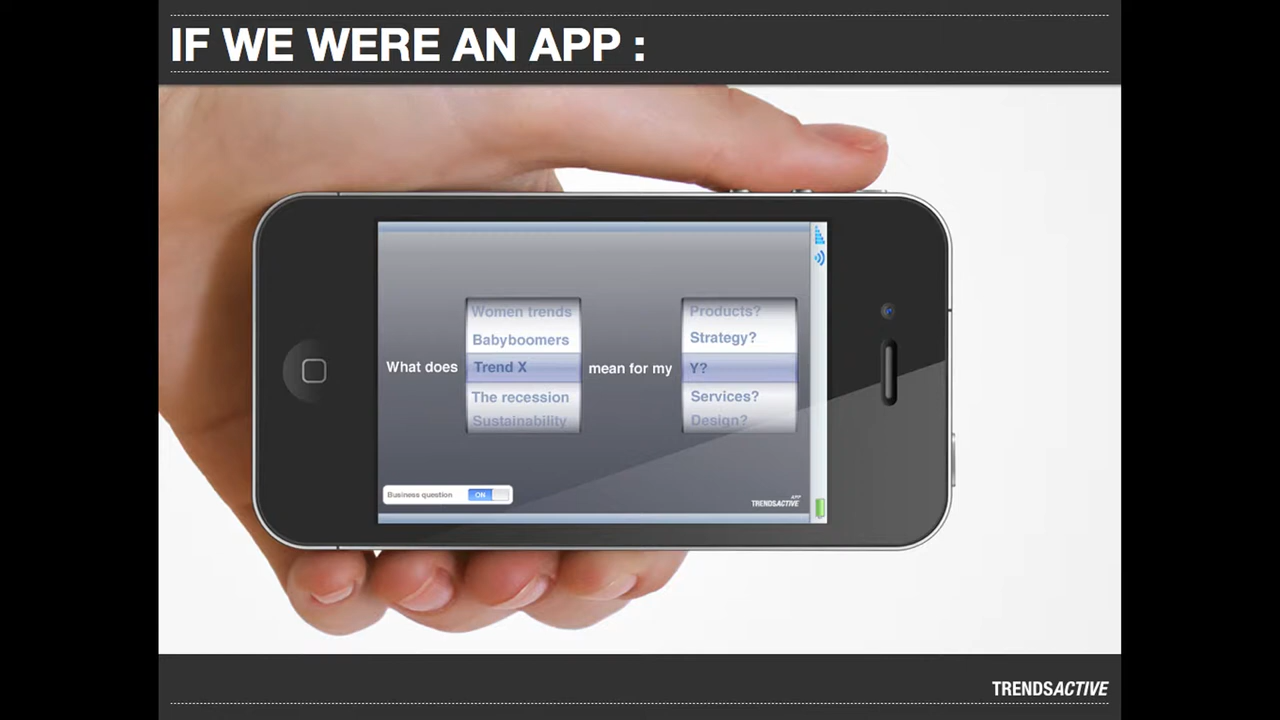 IF WE WERE AN APP :
Women trends
Products?
Babyboomers
Strategy?
What does Trend X mean for my Y?
The recession
Services?
Sustainability
Design?
Business question ON
APP
TRENDSACTIVE
TRENDSACTIVE